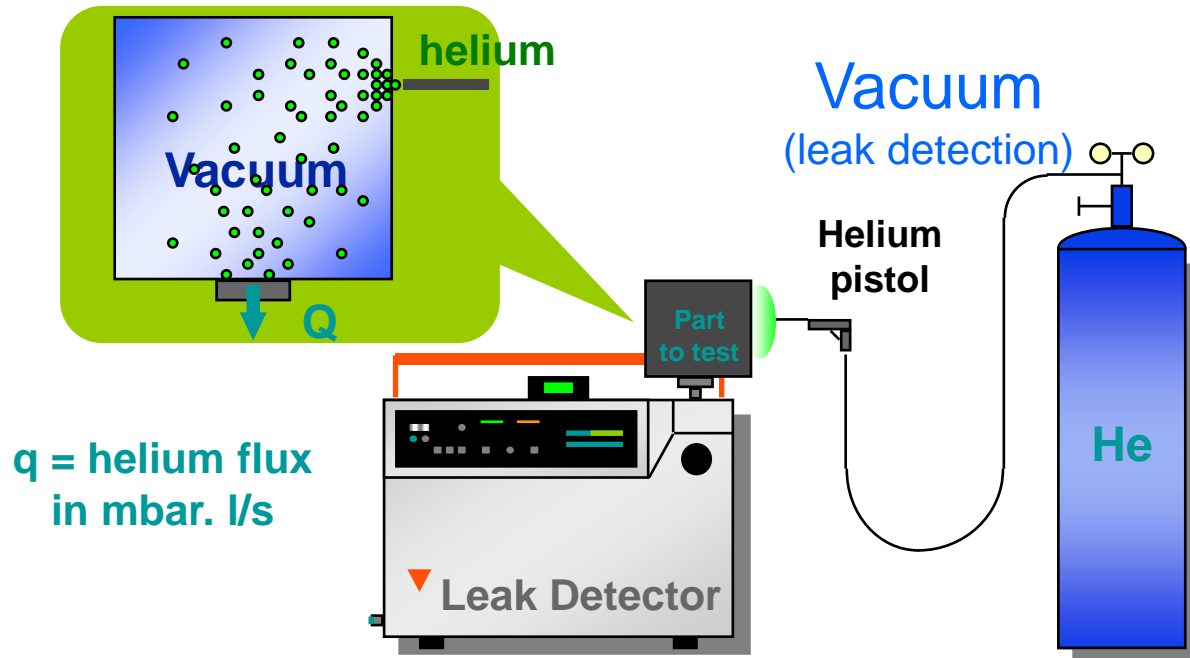 helium
Vacuum
Q
Vacuum
(leak detection)
Helium
pistol
Part
to test
q = helium flux
in mbar. l/s
He
Leak Detector